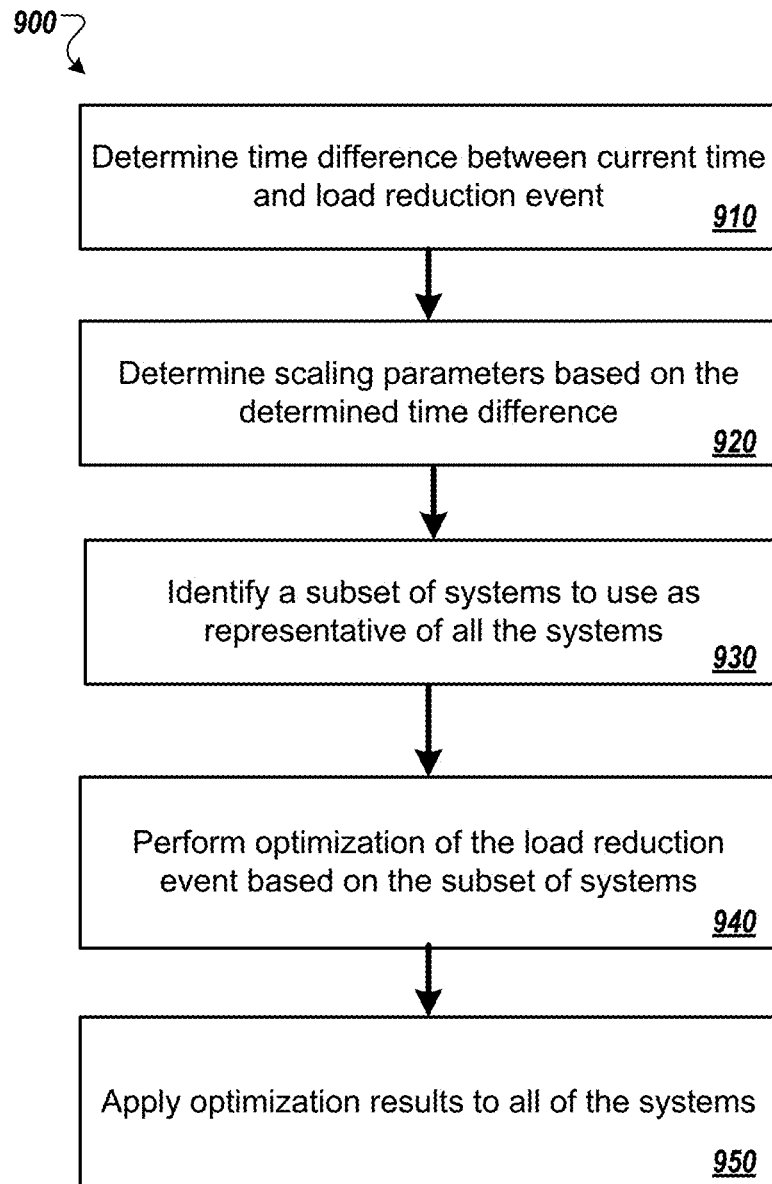 900
Determine time difference between current time
and load reduction event
910
Determine scaling parameters based on the
determined time difference
920
Identify a subset of systems to use as
representative of all the systems
930
Perform optimization of the load reduction
event based on the subset of systems
940
Apply optimization results to all of the systems
950